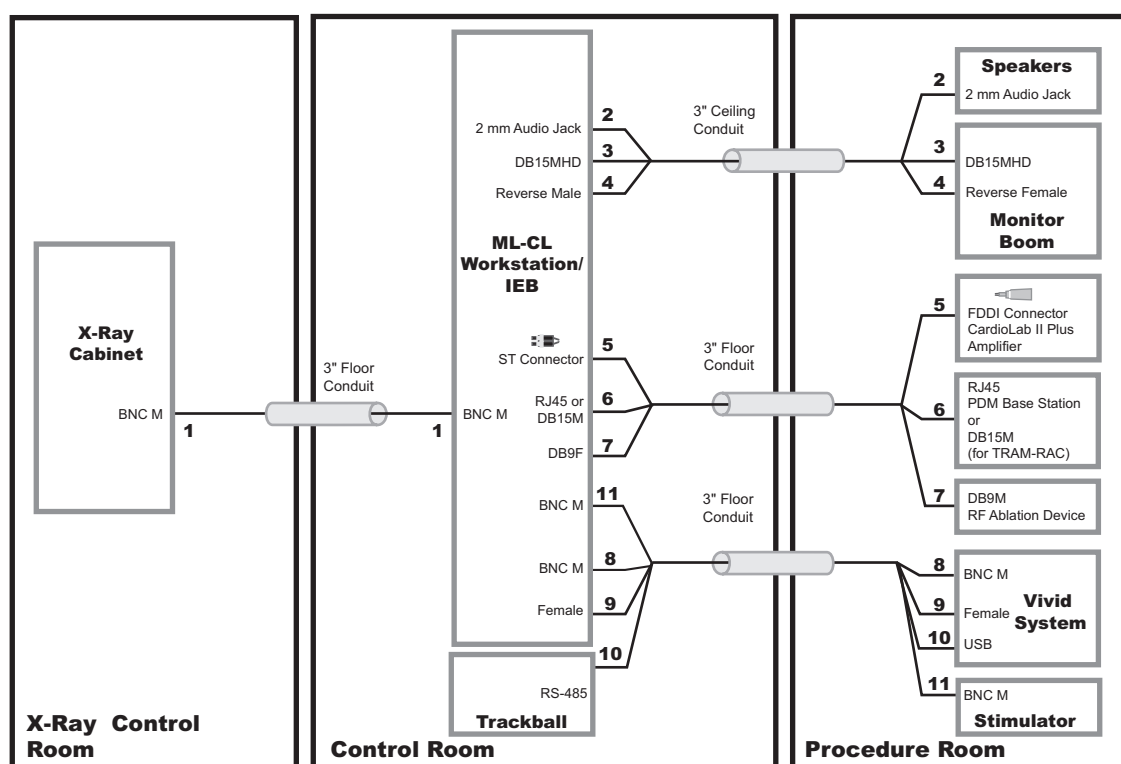 X-Ray
Cabinet
BNC M
1
3" Floor
Conduit
X-Ray Control
Room
1
BNC M
ML-CL
Workstation/
IEB
2 mm Audio Jack
2
DB15MHD
3
Reverse Male
4
ST Connector
5
RJ45 or
DB15M
6
DB9F
7
BNC M
11
BNC M
8
Female
9
10
RS-485
Trackball
Control Room
3" Ceiling
Conduit
3" Floor
Conduit
3" Floor
Conduit
Speakers
2
2 mm Audio Jack
3
DB15MHD
4
Reverse Female
Monitor
Boom
5
FDDI Connector
CardioLab II Plus
Amplifier
6
RJ45
PDM Base Station
or
DB15M
(for TRAM-RAC)
7
DB9M
RF Ablation Device
8
BNC M
9
Female
10
USB
Vivid
System
11
BNC M
Stimulator
Procedure Room